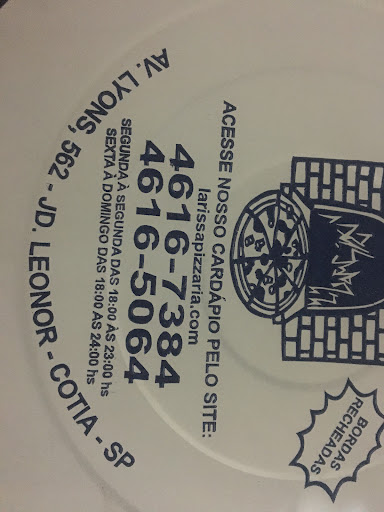 BORDAS
RECHEADAS
ACESSE NOSSO CARDÁPIO PELO SITE:
larissapizzaria.com
4616-7384
4616-5064
SEGUNDA À SEGUNDA DAS 18:00 ÀS 23:00 hs
SEXTA À DOMINGO DAS 18:00 ÀS 24:00 hs
AV. LYONS, 562 - JD. LEONOR - COTIA - SP